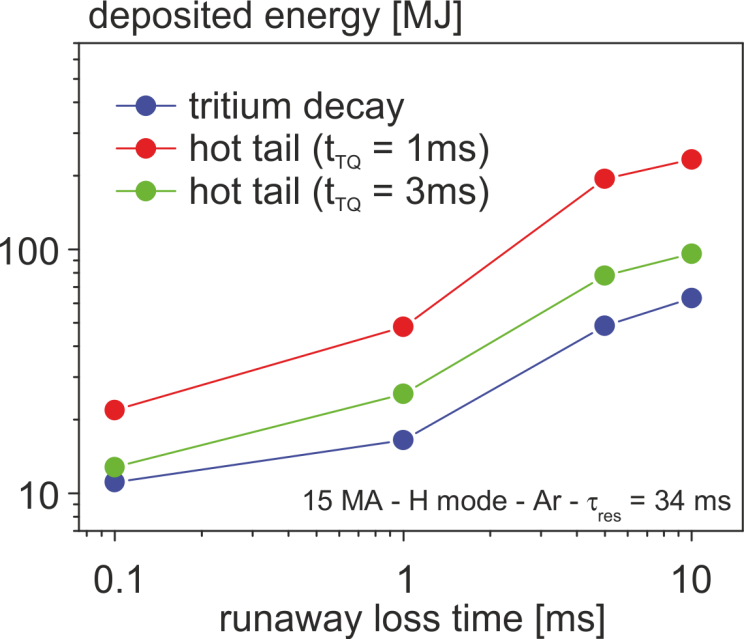 deposited energy [MJ]
tritium decay
hot tail (tTQ = 1ms)
hot tail (tTQ = 3ms)
100
10
15 MA - H mode - Ar - τres = 34 ms
0.1 1 10
runaway loss time [ms]